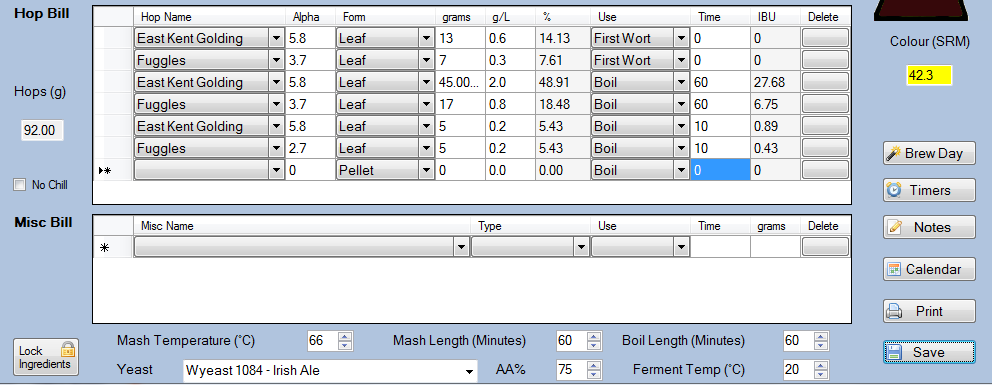 Hop Bill
Hop Name Alpha Form grams g/L % Use Time IBU Delete
East Kent Golding 5.8 Leaf 13 0.6 14.13 First Wort 0 0
Fuggles 3.7 Leaf 7 0.3 7.61 First Wort 0 0
East Kent Golding 5.8 Leaf 45.00... 2.0 48.91 Boil 60 27.68
Fuggles 3.7 Leaf 17 0.8 18.48 Boil 60 6.75
East Kent Golding 5.8 Leaf 5 0.2 5.43 Boil 10 0.89
Fuggles 2.7 Leaf 5 0.2 5.43 Boil 10 0.43
0 Pellet 0 0.0 0.00 Boil 0 0
Hops (g)
92.00
No Chill
Colour (SRM)
42.3
Brew Day
Timers
Notes
Calendar
Print
Save
Misc Bill
Misc Name Type Use Time grams Delete
Lock
Ingredients
Mash Temperature (°C) 66 Mash Length (Minutes) 60 Boil Length (Minutes) 60
Yeast Wyeast 1084 - Irish Ale AA% 75 Ferment Temp (°C) 20